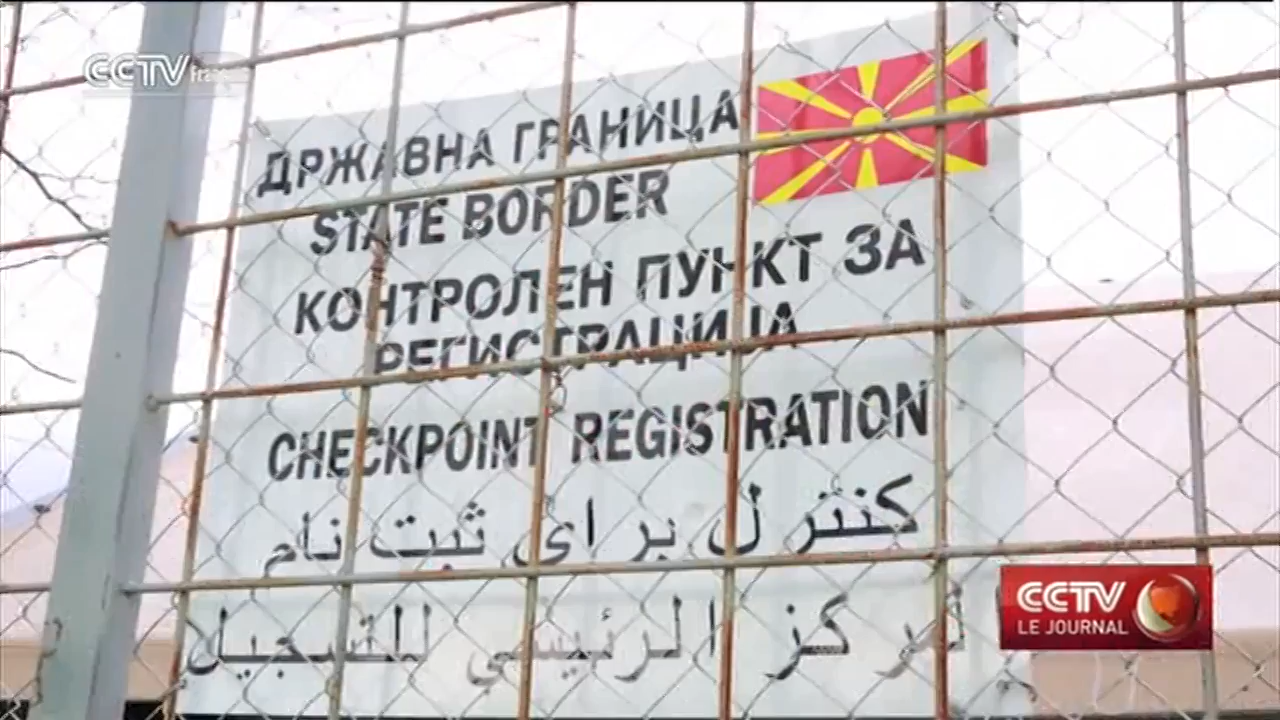 CCTV français
ДРЖАВНА ГРАНИЦА
STATE BORDER
КОНТРОЛЕН ПУНКТ ЗА
РЕГИСТРАЦИЈА
CHECKPOINT REGISTRATION
کنترل برای ثبت نام
المركز الرئيسي للتسجيل
CCTV
LE JOURNAL